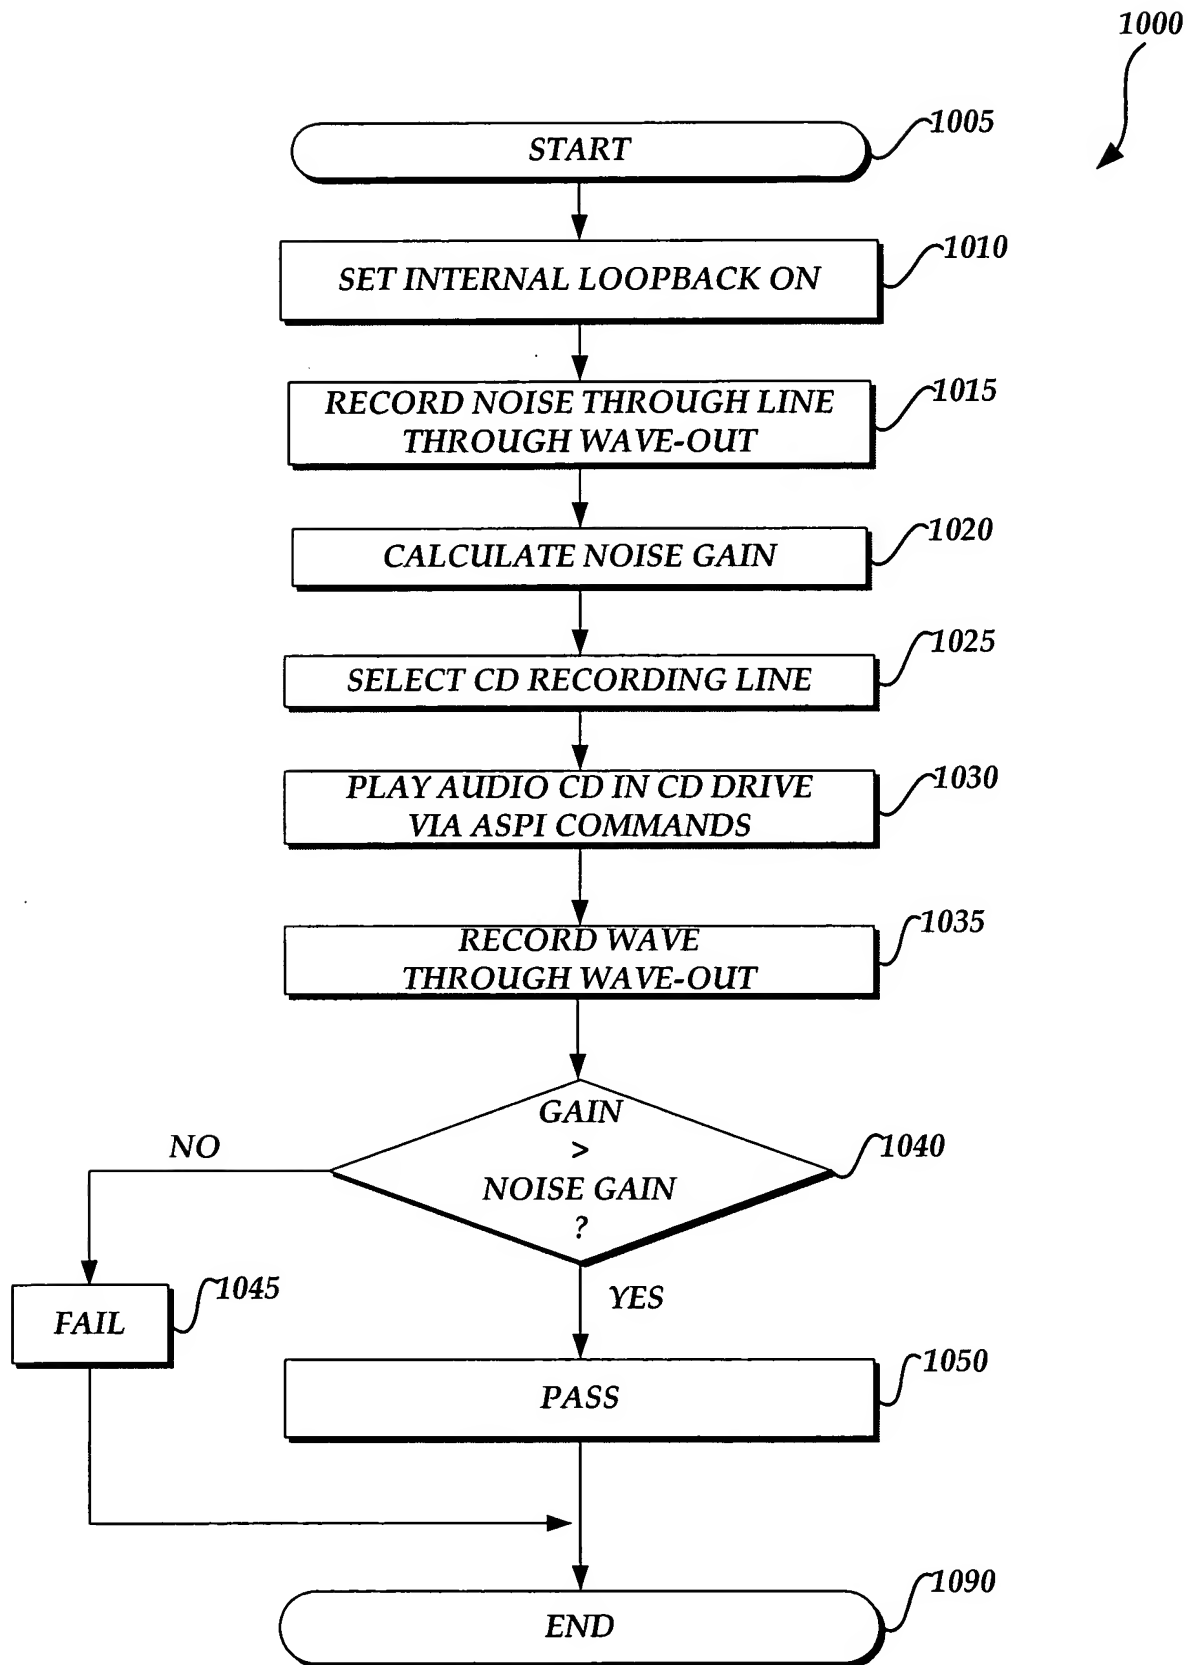 1000
START
1005
SET INTERNAL LOOPBACK ON
1010
RECORD NOISE THROUGH LINE
THROUGH WAVE-OUT
1015
CALCULATE NOISE GAIN
1020
SELECT CD RECORDING LINE
1025
PLAY AUDIO CD IN CD DRIVE
VIA ASPI COMMANDS
1030
RECORD WAVE
THROUGH WAVE-OUT
1035
GAIN
>
NOISE GAIN
?
1040
NO
YES
FAIL
1045
PASS
1050
END
1090